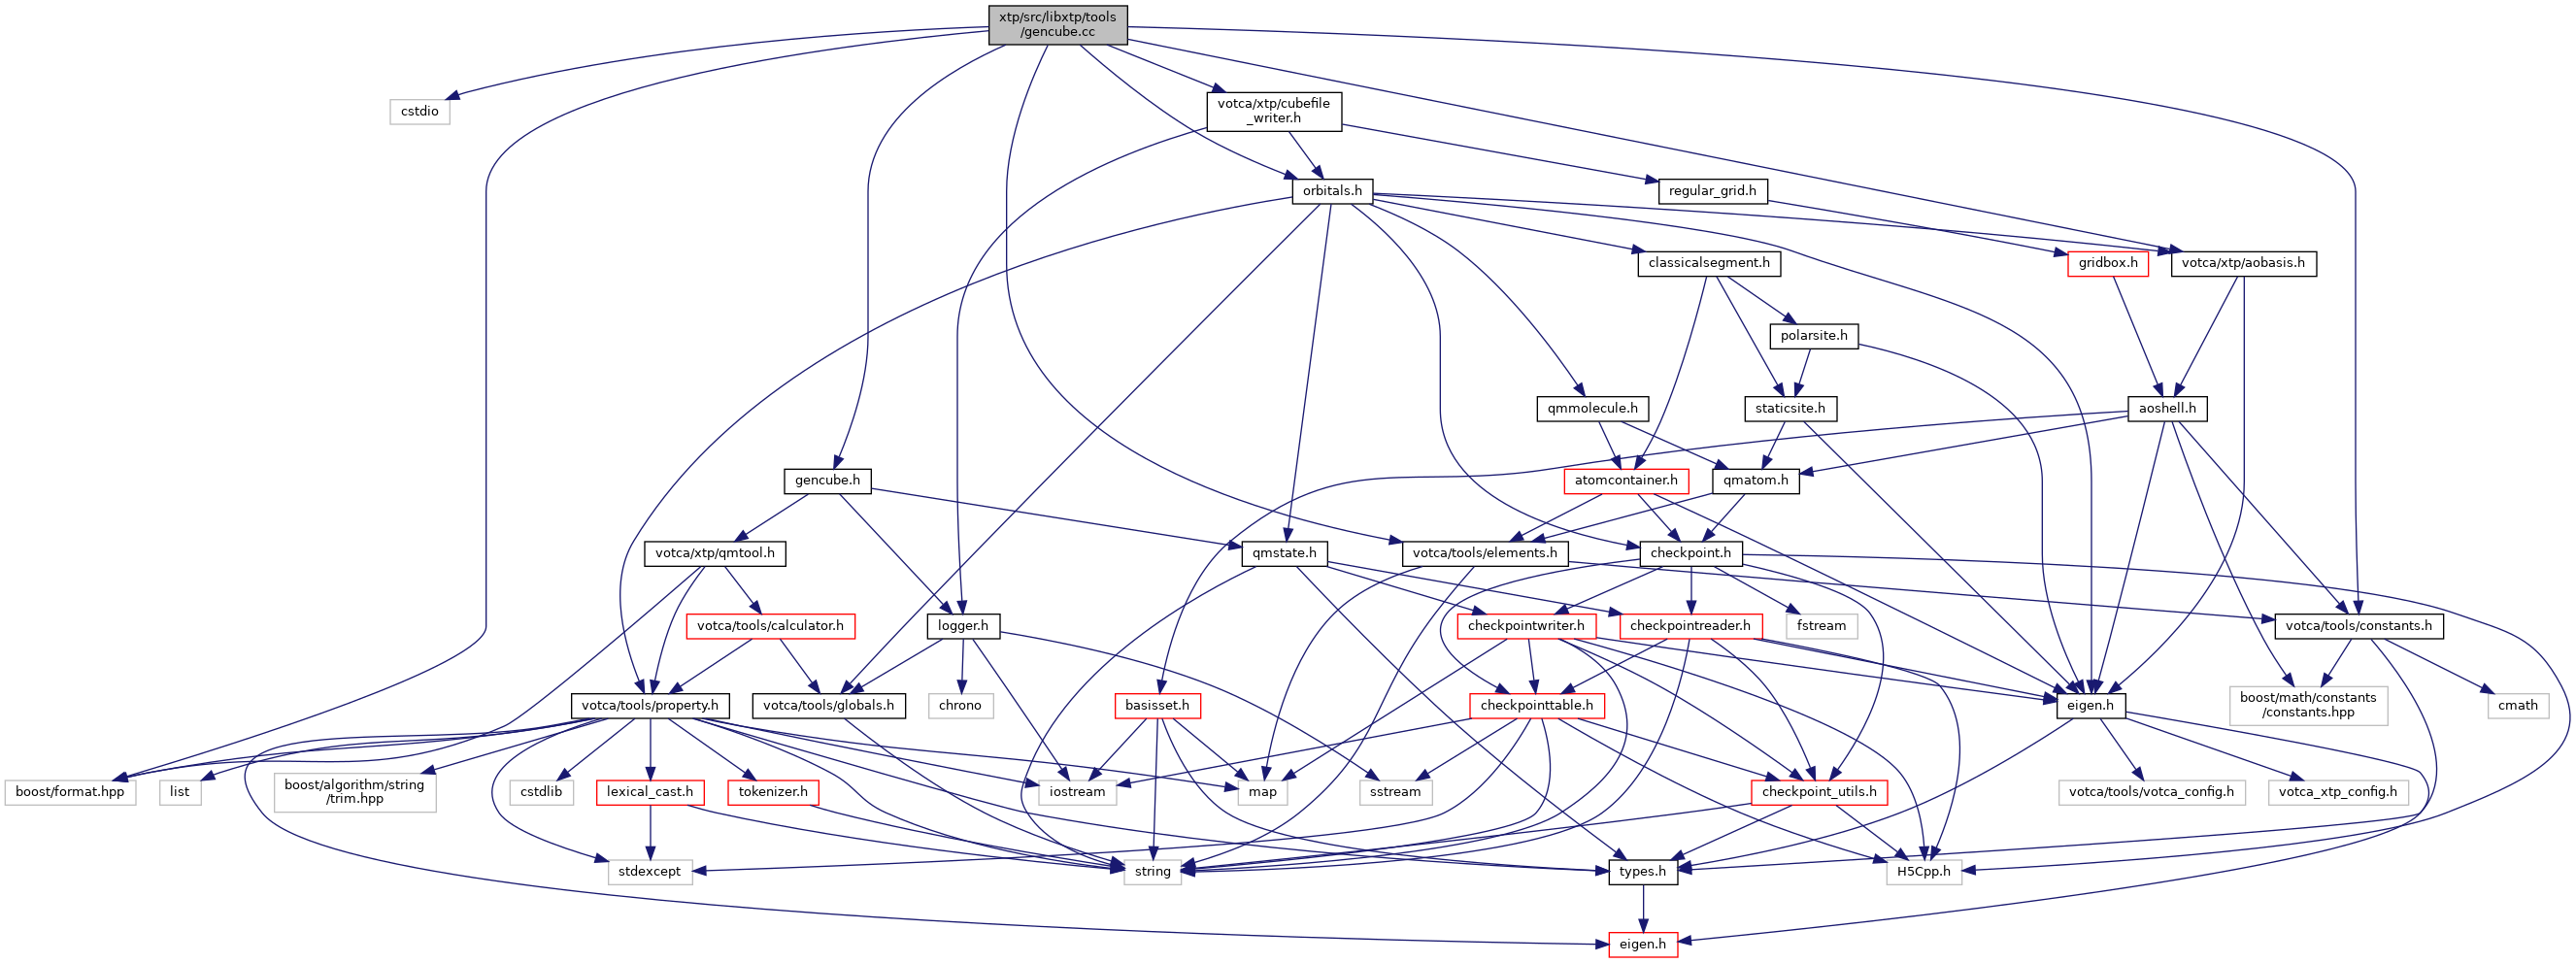 xtp/src/libxtp/tools
/gencube.cc
cstdio
votca/xtp/cubefile
_writer.h
orbitals.h
regular_grid.h
classicalsegment.h
gridbox.h
votca/xtp/aobasis.h
polarsite.h
qmmolecule.h
staticsite.h
aoshell.h
gencube.h
atomcontainer.h
qmatom.h
votca/xtp/qmtool.h
qmstate.h
votca/tools/elements.h
checkpoint.h
votca/tools/calculator.h
logger.h
checkpointwriter.h
checkpointreader.h
fstream
votca/tools/constants.h
votca/tools/property.h
votca/tools/globals.h
chrono
basisset.h
checkpointtable.h
eigen.h
boost/math/constants
/constants.hpp
cmath
boost/format.hpp
list
boost/algorithm/string
/trim.hpp
cstdlib
lexical_cast.h
tokenizer.h
iostream
map
sstream
checkpoint_utils.h
votca/tools/votca_config.h
votca_xtp_config.h
stdexcept
string
types.h
H5Cpp.h
eigen.h